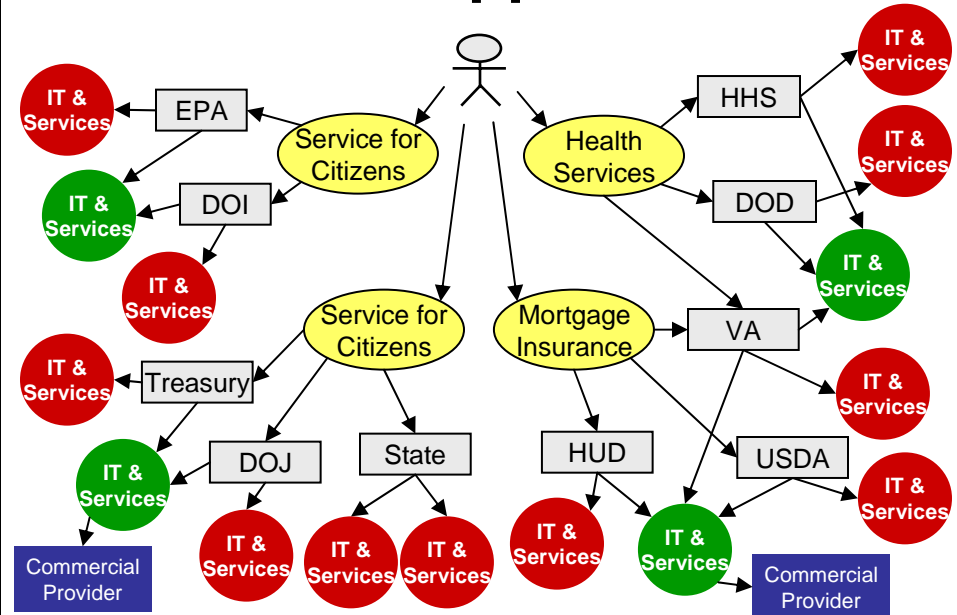 IT &
Services
HHS
IT &
Services
EPA
Service for
Citizens
Health
Services
IT &
Services
IT &
Services
DOI
DOD
IT &
Services
IT &
Services
Service for
Citizens
Mortgage
Insurance
VA
IT &
Services
Treasury
IT &
Services
IT &
Services
DOJ
State
HUD
USDA
IT &
Services
IT &
Services
IT &
Services
IT &
Services
IT &
Services
IT &
Services
Commercial
Provider
Commercial
Provider